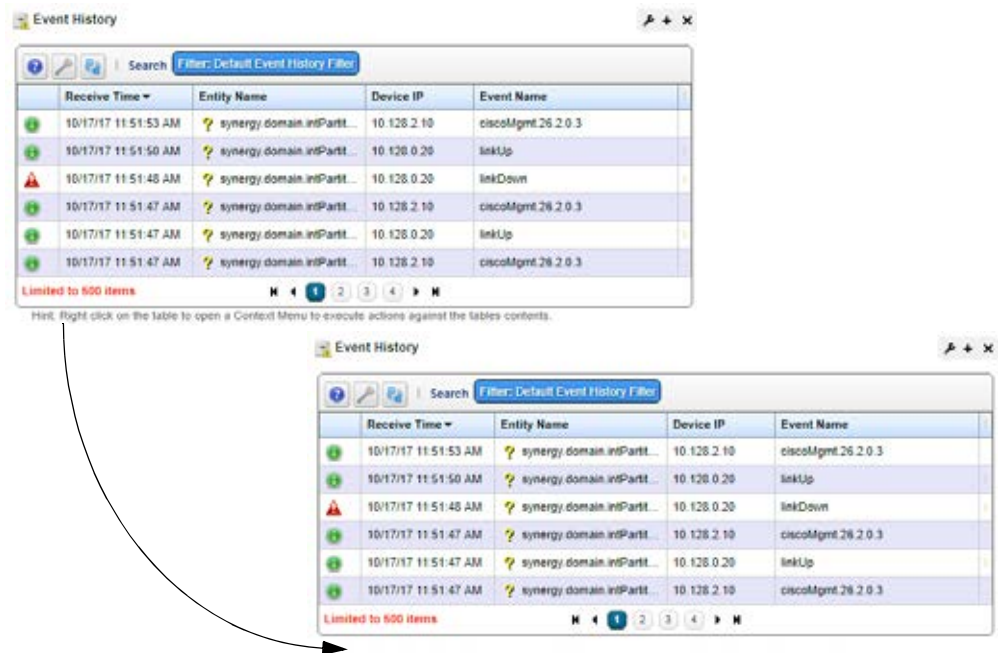 Event History
Search Filter: Default Event History Filter
Receive Time Entity Name Device IP Event Name
10/17/17 11:51:53 AM synergy.domain.intPartit... 10.128.2.10 ciscoMgmt.26.2.0.3
10/17/17 11:51:50 AM synergy.domain.intPartit... 10.128.0.20 linkUp
10/17/17 11:51:48 AM synergy.domain.intPartit... 10.128.0.20 linkDown
10/17/17 11:51:47 AM synergy.domain.intPartit... 10.128.2.10 ciscoMgmt.26.2.0.3
10/17/17 11:51:47 AM synergy.domain.intPartit... 10.128.0.20 linkUp
10/17/17 11:51:47 AM synergy.domain.intPartit... 10.128.2.10 ciscoMgmt.26.2.0.3
Limited to 500 items 1 2 3 4
Hint: Right click on the table to open a Context Menu to execute actions against the tables contents.
Event History
Search Filter: Default Event History Filter
Receive Time Entity Name Device IP Event Name
10/17/17 11:51:53 AM synergy.domain.intPartit... 10.128.2.10 ciscoMgmt.26.2.0.3
10/17/17 11:51:50 AM synergy.domain.intPartit... 10.128.0.20 linkUp
10/17/17 11:51:48 AM synergy.domain.intPartit... 10.128.0.20 linkDown
10/17/17 11:51:47 AM synergy.domain.intPartit... 10.128.2.10 ciscoMgmt.26.2.0.3
10/17/17 11:51:47 AM synergy.domain.intPartit... 10.128.0.20 linkUp
10/17/17 11:51:47 AM synergy.domain.intPartit... 10.128.2.10 ciscoMgmt.26.2.0.3
Limited to 500 items 1 2 3 4